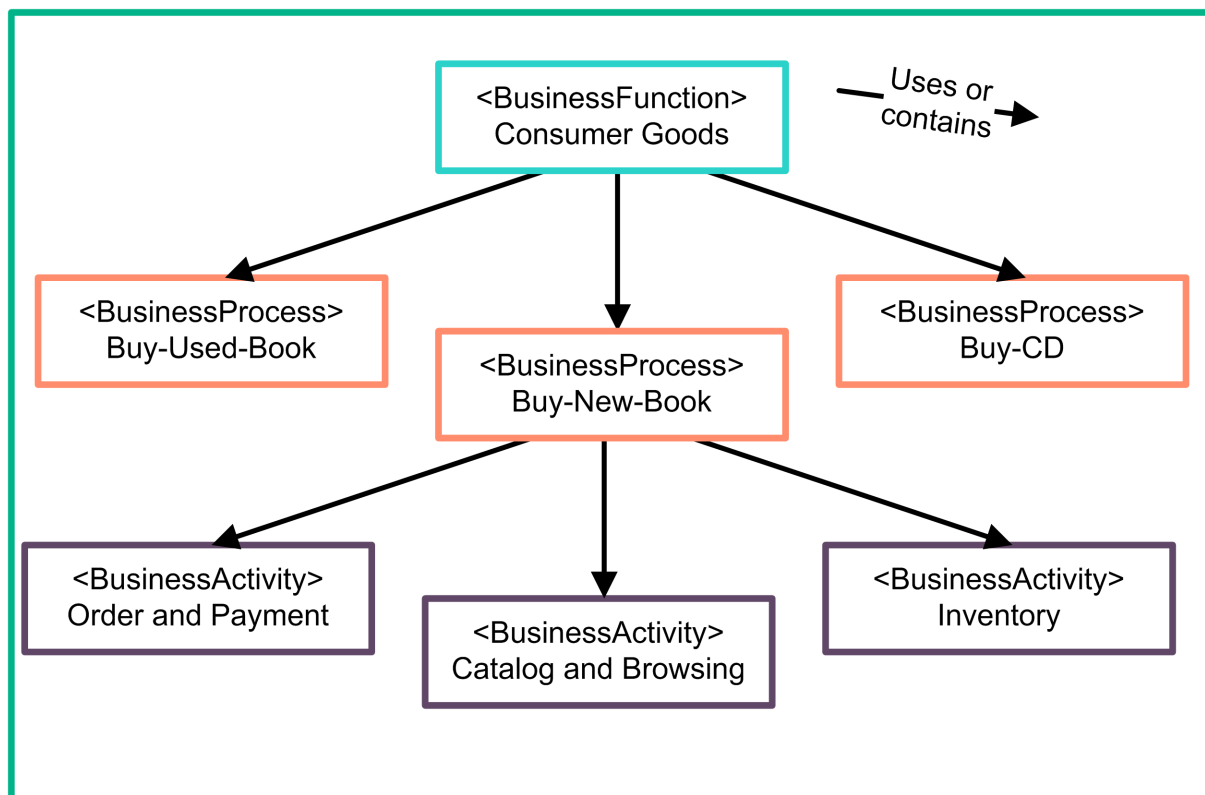 <BusinessFunction>
Consumer Goods
Uses or
contains
<BusinessProcess>
Buy-Used-Book
<BusinessProcess>
Buy-New-Book
<BusinessProcess>
Buy-CD
<BusinessActivity>
Order and Payment
<BusinessActivity>
Catalog and Browsing
<BusinessActivity>
Inventory